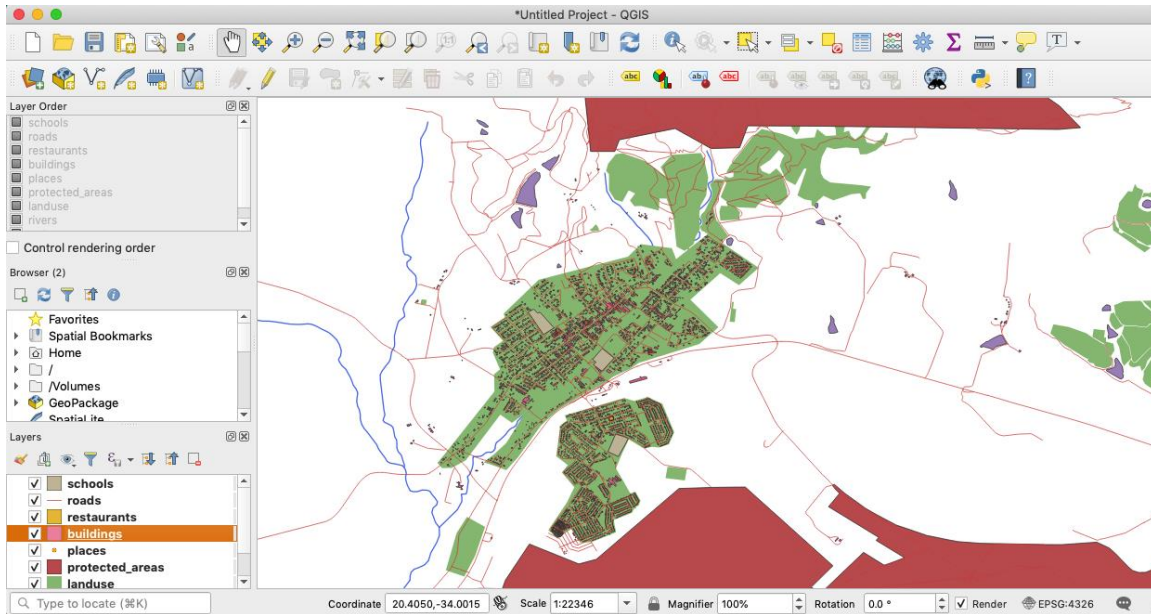 *Untitled Project - QGIS
Layer Order
schools
roads
restaurants
buildings
places
protected_areas
landuse
rivers
Control rendering order
Browser (2)
Favorites
Spatial Bookmarks
Home
/
/Volumes
GeoPackage
SpatiaLite
Layers
schools
roads
restaurants
buildings
places
protected_areas
landuse
Type to locate (⌘K)
Coordinate 20.4050,-34.0015 Scale 1:22346 Magnifier 100% Rotation 0.0 ° Render EPSG:4326